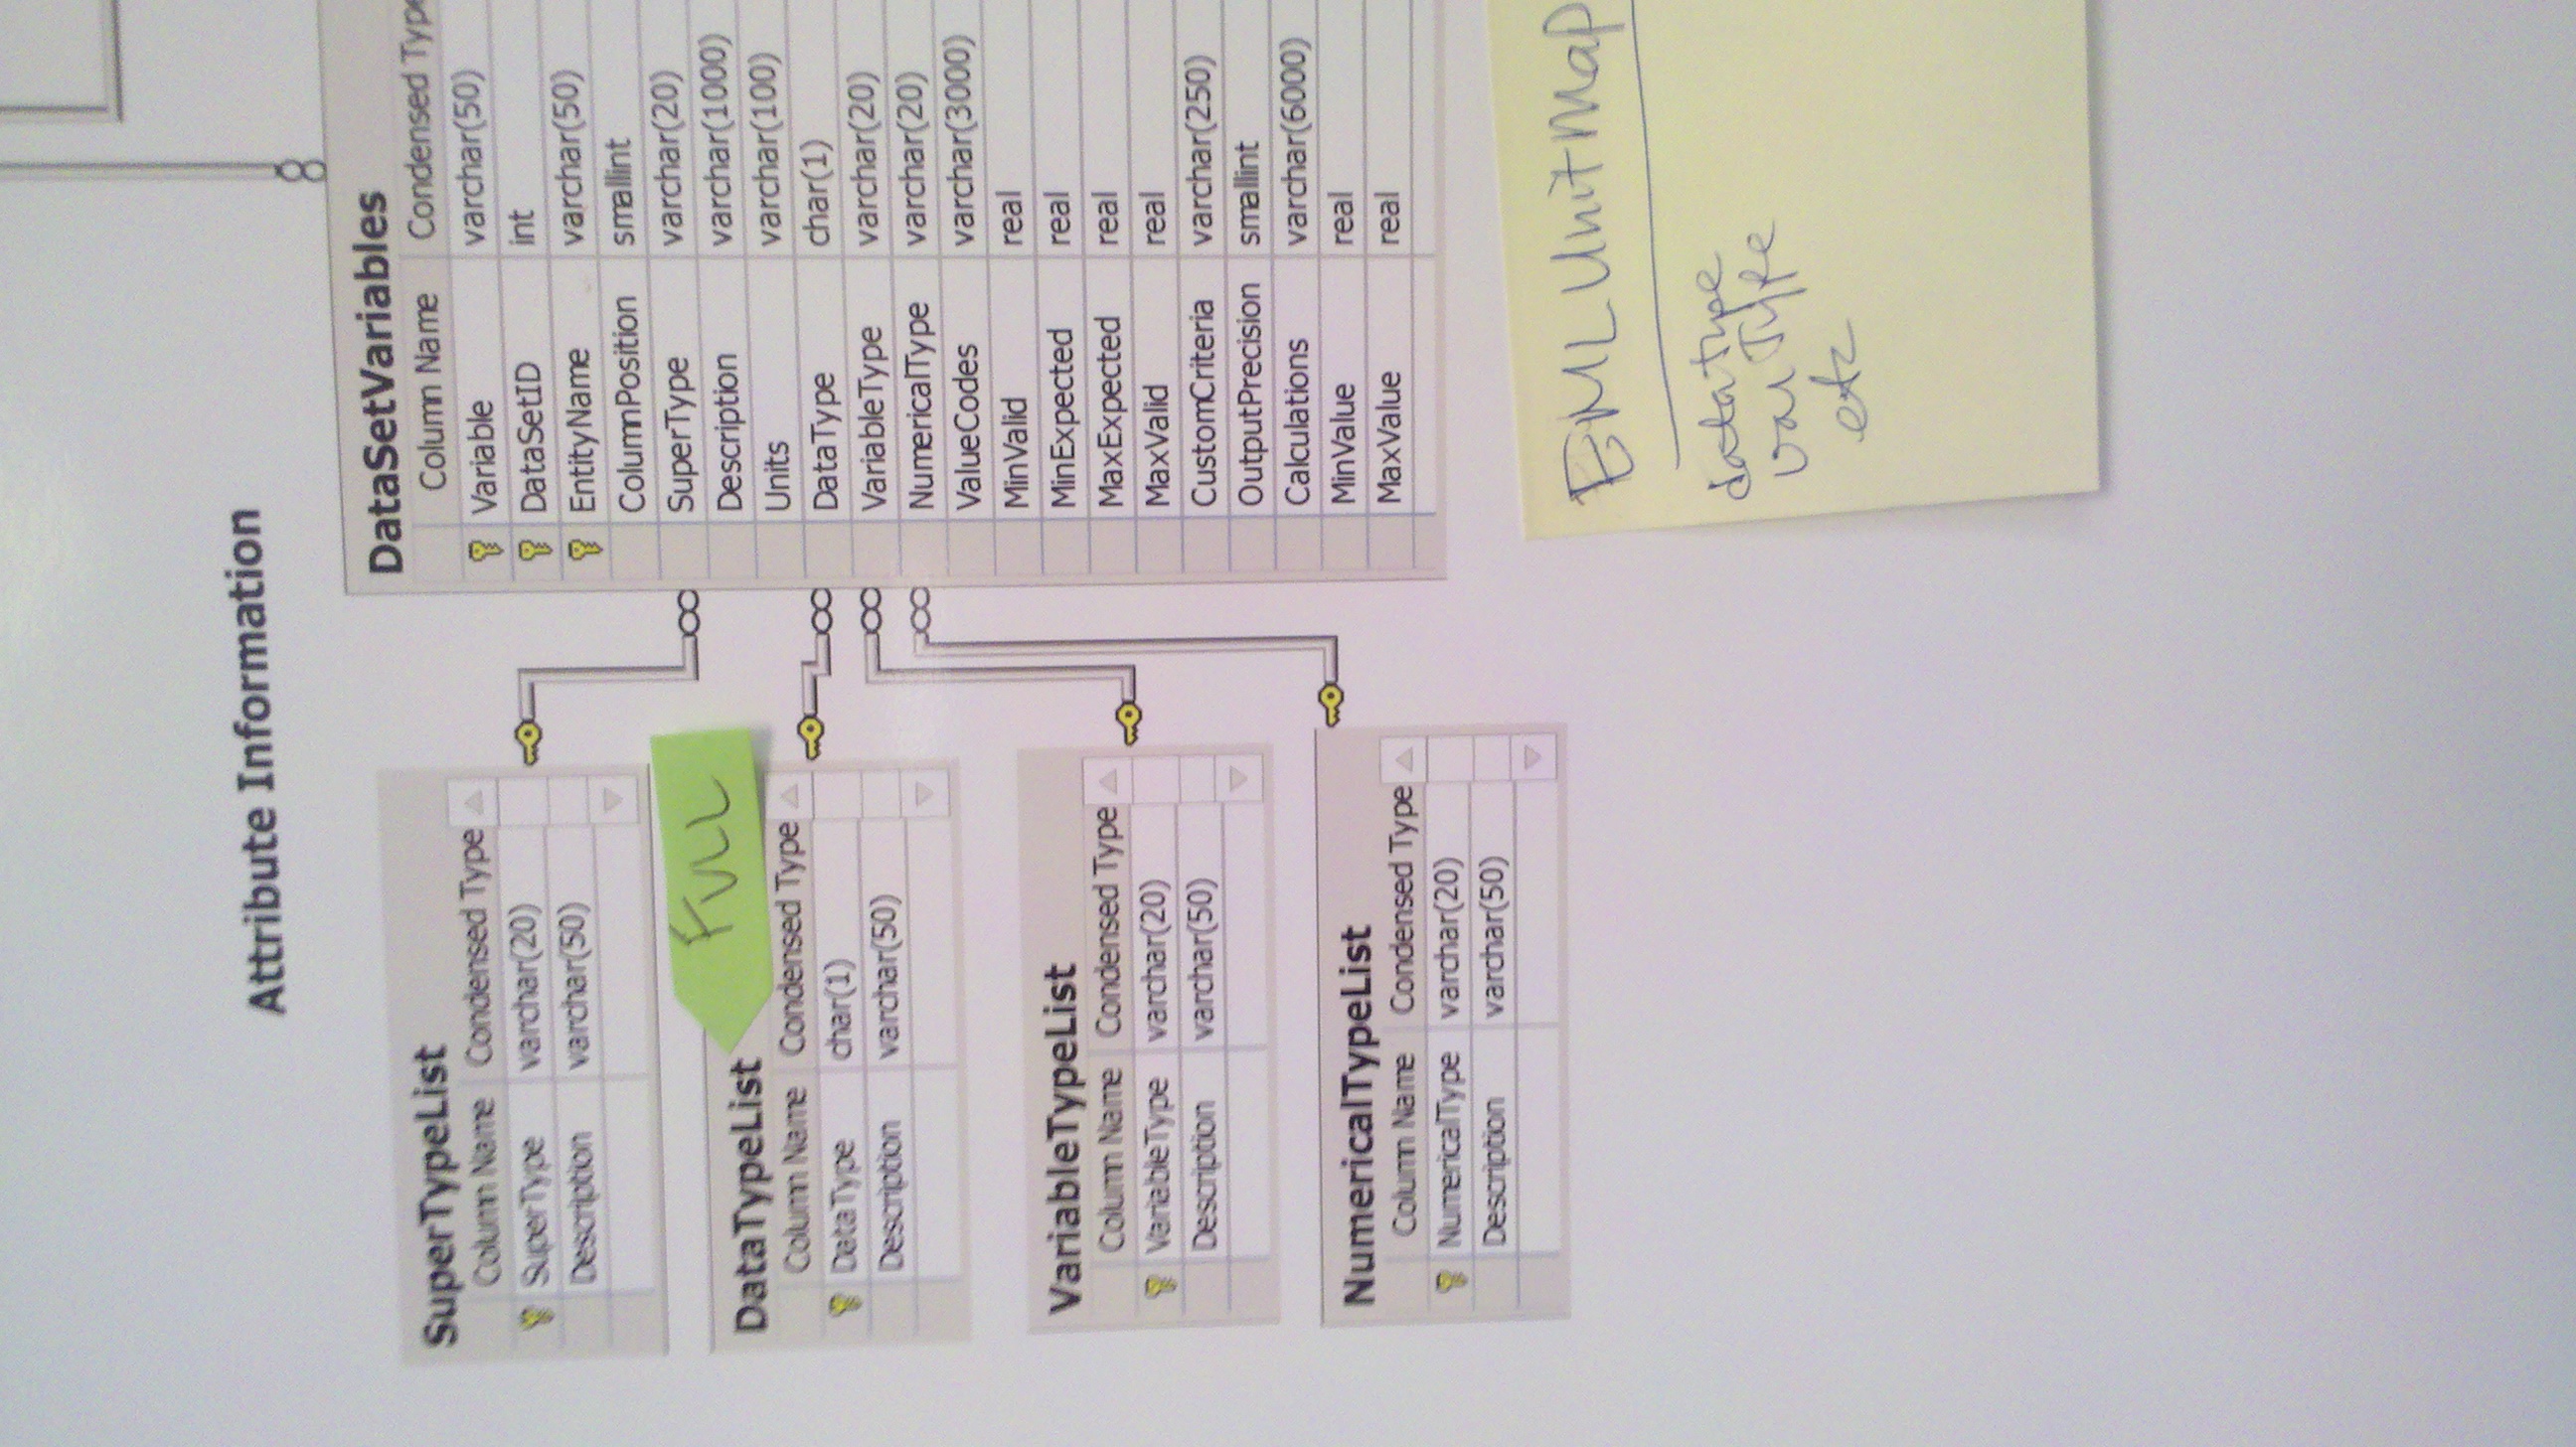 Attribute Information
SuperTypeList
Column Name Condensed Type
SuperType varchar(20)
Description varchar(50)
FULL
DataTypeList
Column Name Condensed Type
DataType char(1)
Description varchar(50)
VariableTypeList
Column Name Condensed Type
VariableType varchar(20)
Description varchar(50)
NumericalTypeList
Column Name Condensed Type
NumericalType varchar(20)
Description varchar(50)
DataSetVariables
Column Name Condensed Type
Variable varchar(50)
DataSetID int
EntityName varchar(50)
ColumnPosition smallint
SuperType varchar(20)
Description varchar(1000)
Units varchar(100)
DataType char(1)
VariableType varchar(20)
NumericalType varchar(20)
ValueCodes varchar(3000)
MinValid real
MinExpected real
MaxExpected real
MaxValid real
CustomCriteria varchar(250)
OutputPrecision smallint
Calculations varchar(6000)
MinValue real
MaxValue real
EML UnitMap
datatype
varType
etc